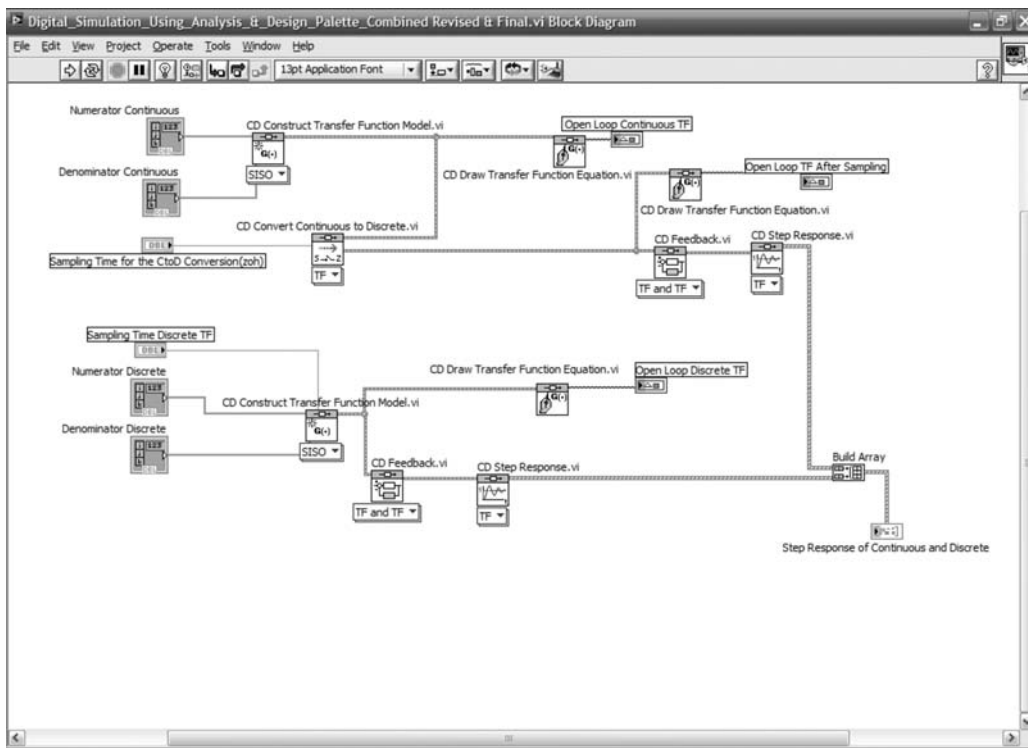 Digital_Simulation_Using_Analysis_&_Design_Palette_Combined Revised & Final.vi Block Diagram
File Edit View Project Operate Tools Window Help
13pt Application Font
Numerator Continuous
CD Construct Transfer Function Model.vi
Open Loop Continuous TF
Denominator Continuous
SISO
CD Draw Transfer Function Equation.vi
Open Loop TF After Sampling
CD Convert Continuous to Discrete.vi
CD Draw Transfer Function Equation.vi
DBL
CD Feedback.vi
CD Step Response.vi
Sampling Time for the CtoD Conversion(zoh)
TF
TF and TF
TF
Sampling Time Discrete TF
DBL
Numerator Discrete
CD Draw Transfer Function Equation.vi
Open Loop Discrete TF
CD Construct Transfer Function Model.vi
Denominator Discrete
SISO
CD Feedback.vi
CD Step Response.vi
Build Array
TF and TF
TF
Step Response of Continuous and Discrete